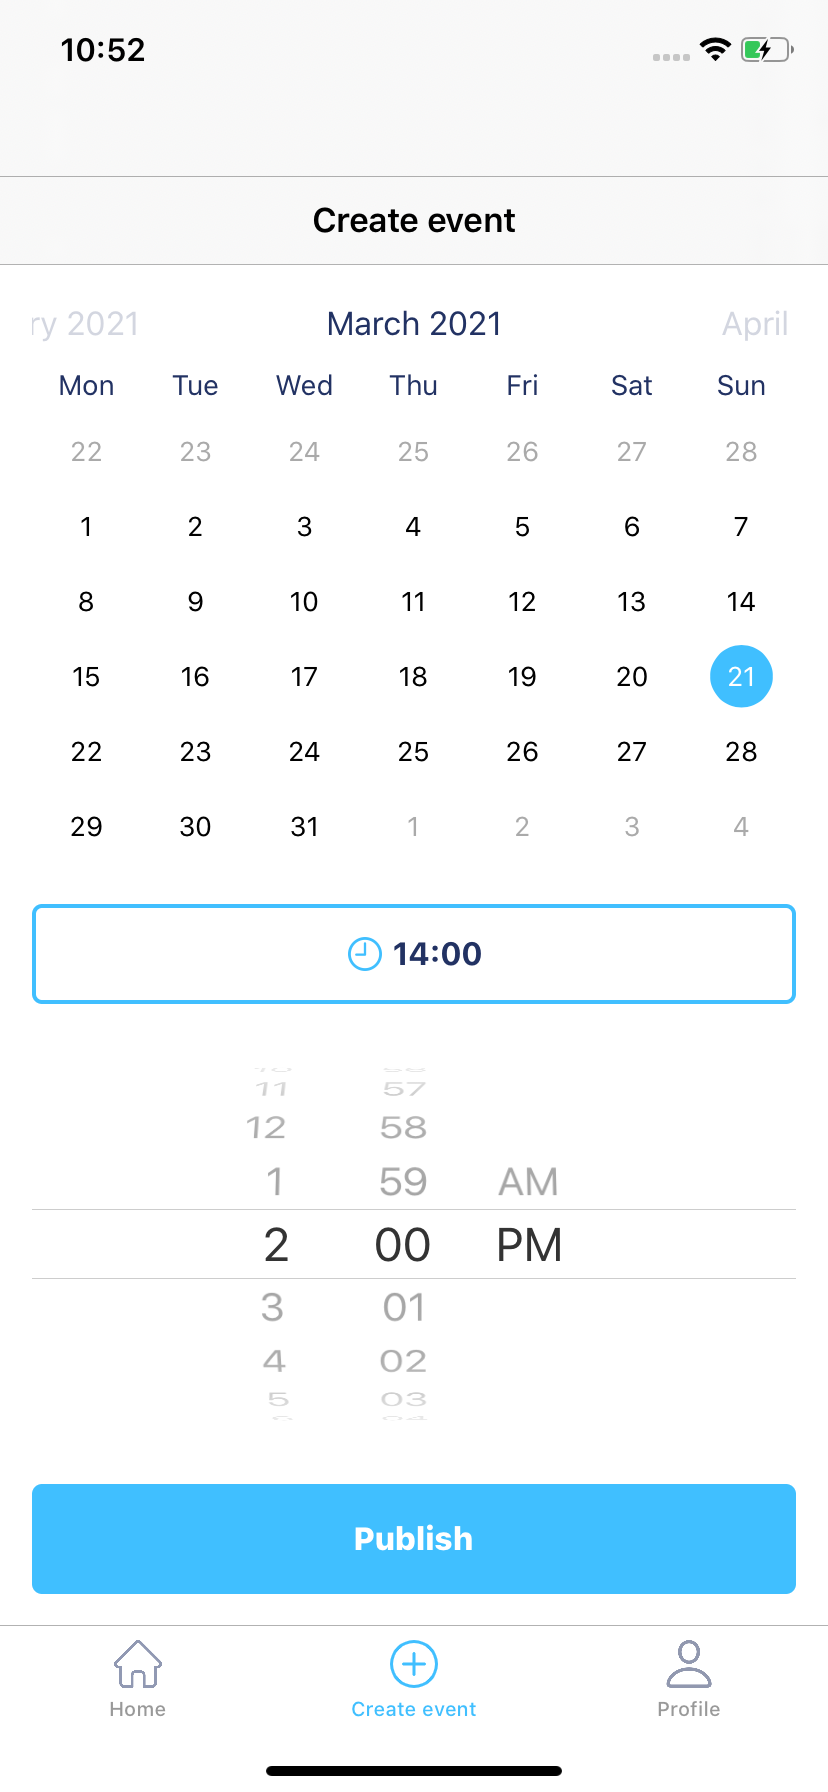 10:52
Create event
ry 2021 March 2021 April
Mon Tue Wed Thu Fri Sat Sun
22 23 24 25 26 27 28
1 2 3 4 5 6 7
8 9 10 11 12 13 14
15 16 17 18 19 20 21
22 23 24 25 26 27 28
29 30 31 1 2 3 4
14:00
11 57
12 58
1 59 AM
2 00 PM
3 01
4 02
5 03
Publish
Home Create event Profile